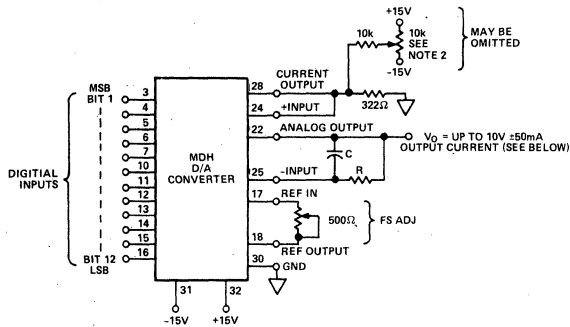 +15V
10k
10k
SEE
NOTE 2
-15V
MAY BE
OMITTED
CURRENT
OUTPUT
28
322Ω
MSB
BIT 1
3
24
+INPUT
4
22
ANALOG OUTPUT
5
6
7
C
VO = UP TO 10V ±50mA
OUTPUT CURRENT (SEE BELOW)
MDH
D/A
CONVERTER
DIGITIAL
INPUTS
10
25
-INPUT
R
11
12
17
REF IN
13
14
500Ω
FS ADJ
15
18
REF OUTPUT
BIT 12
LSB
16
30
GND
31
32
-15V
+15V